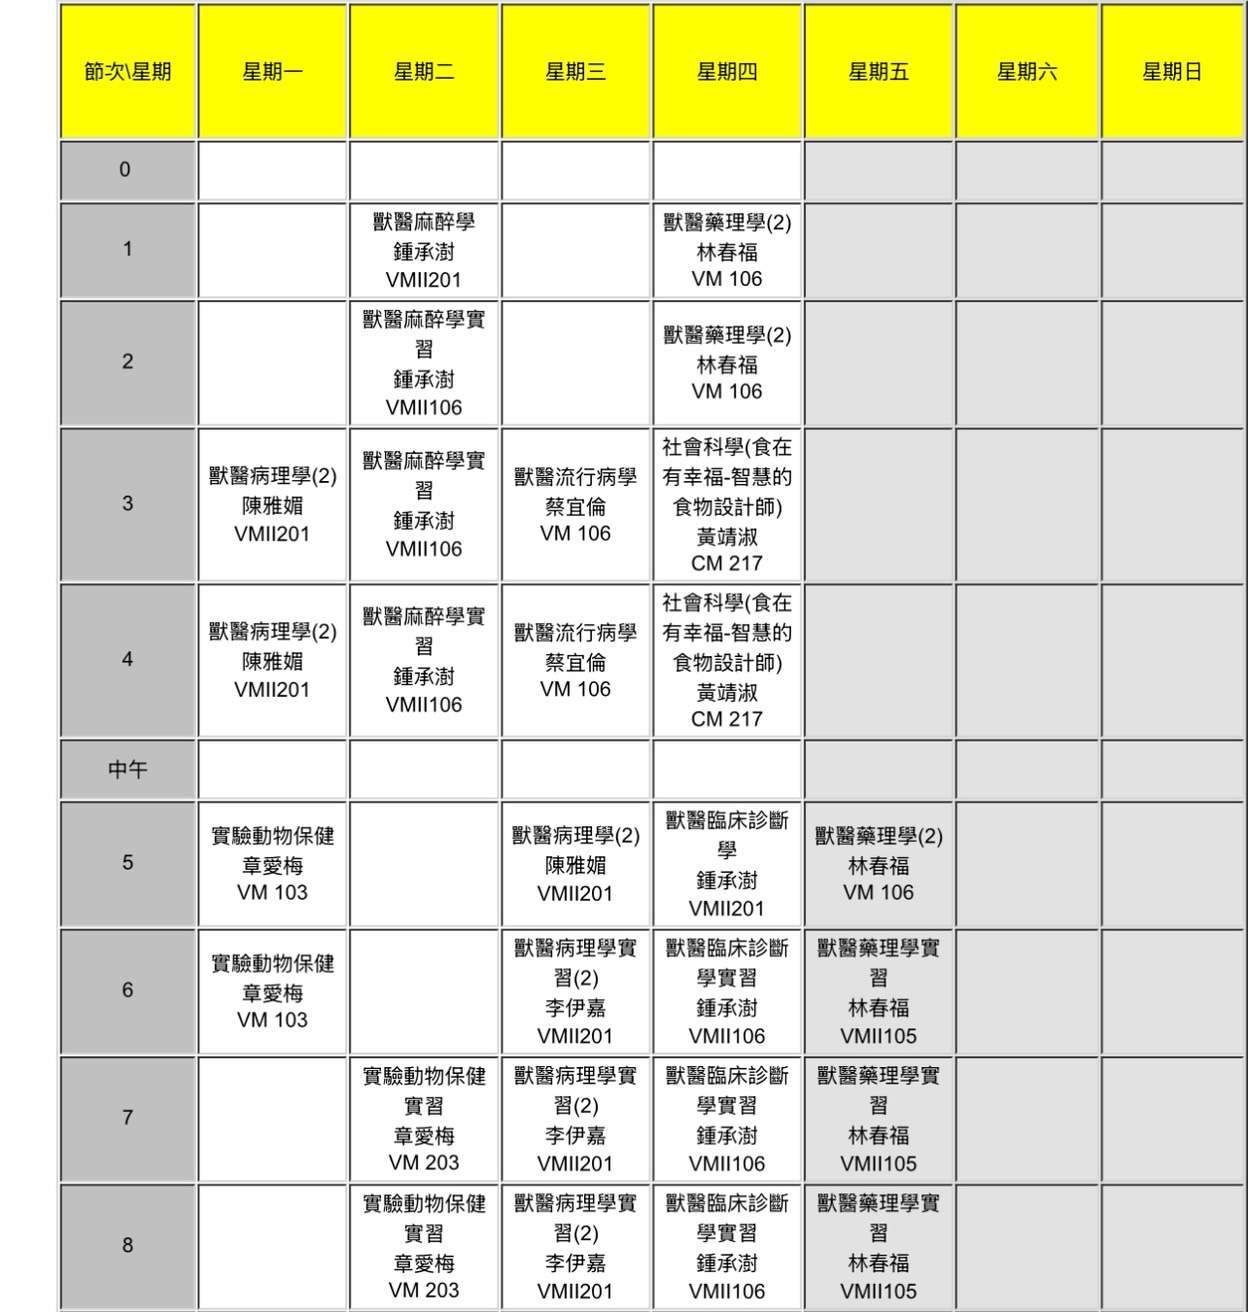 節次\星期 星期一 星期二 星期三 星期四 星期五 星期六 星期日
0
1
獸醫麻醉學
鍾承澍
VMII201
獸醫藥理學(2)
林春福
VM 106
2
獸醫麻醉學實
習
鍾承澍
VMII106
獸醫藥理學(2)
林春福
VM 106
3
獸醫病理學(2)
陳雅媚
VMII201
獸醫麻醉學實
習
鍾承澍
VMII106
獸醫流行病學
蔡宜倫
VM 106
社會科學(食在
有幸福-智慧的
食物設計師)
黃靖淑
CM 217
4
獸醫病理學(2)
陳雅媚
VMII201
獸醫麻醉學實
習
鍾承澍
VMII106
獸醫流行病學
蔡宜倫
VM 106
社會科學(食在
有幸福-智慧的
食物設計師)
黃靖淑
CM 217
中午
5
實驗動物保健
章愛梅
VM 103
獸醫病理學(2)
陳雅媚
VMII201
獸醫臨床診斷
學
鍾承澍
VMII201
獸醫藥理學(2)
林春福
VM 106
6
實驗動物保健
章愛梅
VM 103
獸醫病理學實
習(2)
李伊嘉
VMII201
獸醫臨床診斷
學實習
鍾承澍
VMII106
獸醫藥理學實
習
林春福
VMII105
7
實驗動物保健
實習
章愛梅
VM 203
獸醫病理學實
習(2)
李伊嘉
VMII201
獸醫臨床診斷
學實習
鍾承澍
VMII106
獸醫藥理學實
習
林春福
VMII105
8
實驗動物保健
實習
章愛梅
VM 203
獸醫病理學實
習(2)
李伊嘉
VMII201
獸醫臨床診斷
學實習
鍾承澍
VMII106
獸醫藥理學實
習
林春福
VMII105